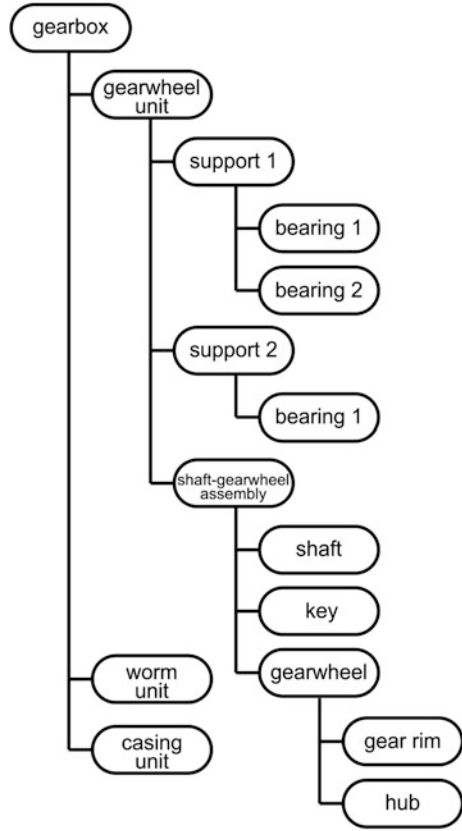 gearbox
gearwheel
unit
support 1
bearing 1
bearing 2
support 2
bearing 1
shaft-gearwheel
assembly
shaft
key
gearwheel
worm
unit
gear rim
casing
unit
hub